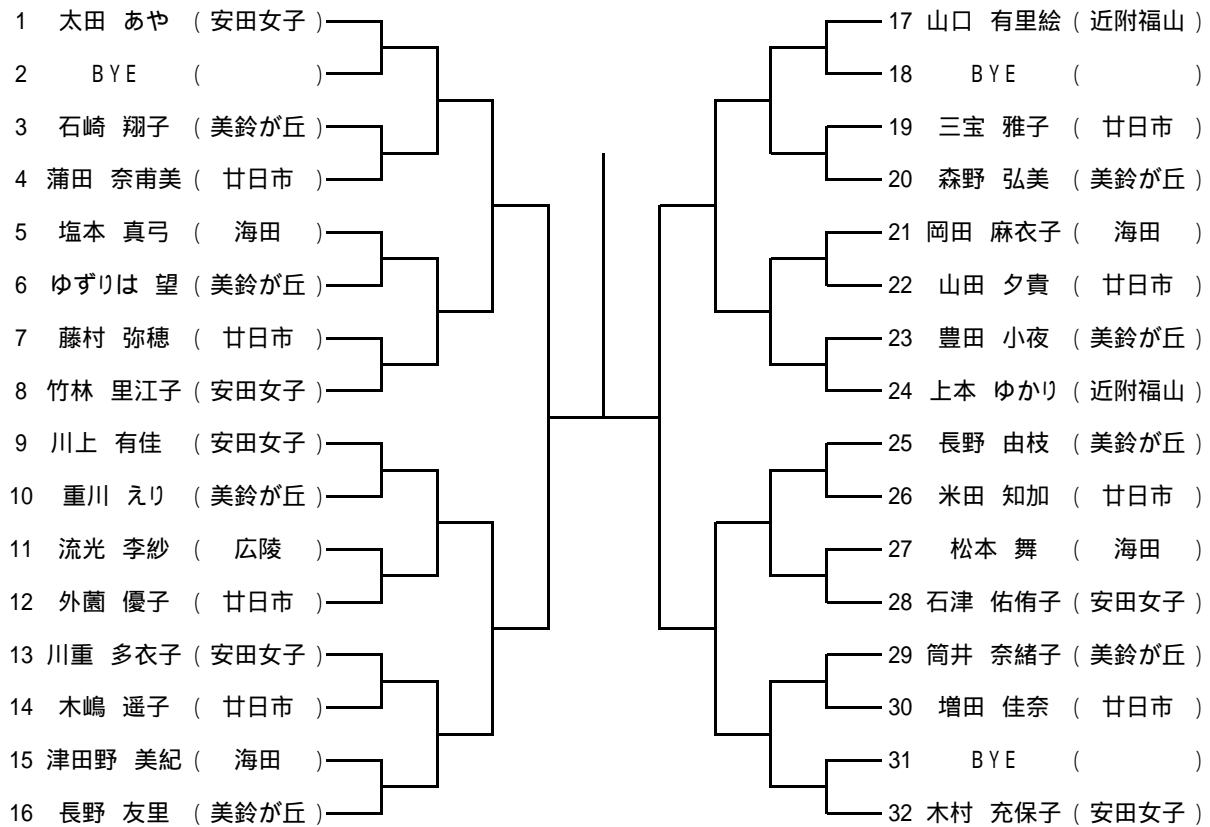 1 太田 あや (安田女子)
2 BYE ( )
3 石崎 翔子 (美鈴が丘)
4 蒲田 奈甫美 (廿日市)
5 塩本 真弓 (海田)
6 ゆずりは 望 (美鈴が丘)
7 藤村 弥穂 (廿日市)
8 竹林 里江子 (安田女子)
9 川上 有佳 (安田女子)
10 重川 えり (美鈴が丘)
11 流光 李紗 (広陵)
12 外薗 優子 (廿日市)
13 川重 多衣子 (安田女子)
14 木嶋 遥子 (廿日市)
15 津田野 美紀 (海田)
16 長野 友里 (美鈴が丘)
17 山口 有里絵 (近附福山)
18 BYE ( )
19 三宝 雅子 (廿日市)
20 森野 弘美 (美鈴が丘)
21 岡田 麻衣子 (海田)
22 山田 夕貴 (廿日市)
23 豊田 小夜 (美鈴が丘)
24 上本 ゆかり (近附福山)
25 長野 由枝 (美鈴が丘)
26 米田 知加 (廿日市)
27 松本 舞 (海田)
28 石津 佑侑子 (安田女子)
29 筒井 奈緒子 (美鈴が丘)
30 増田 佳奈 (廿日市)
31 BYE ( )
32 木村 充保子 (安田女子)